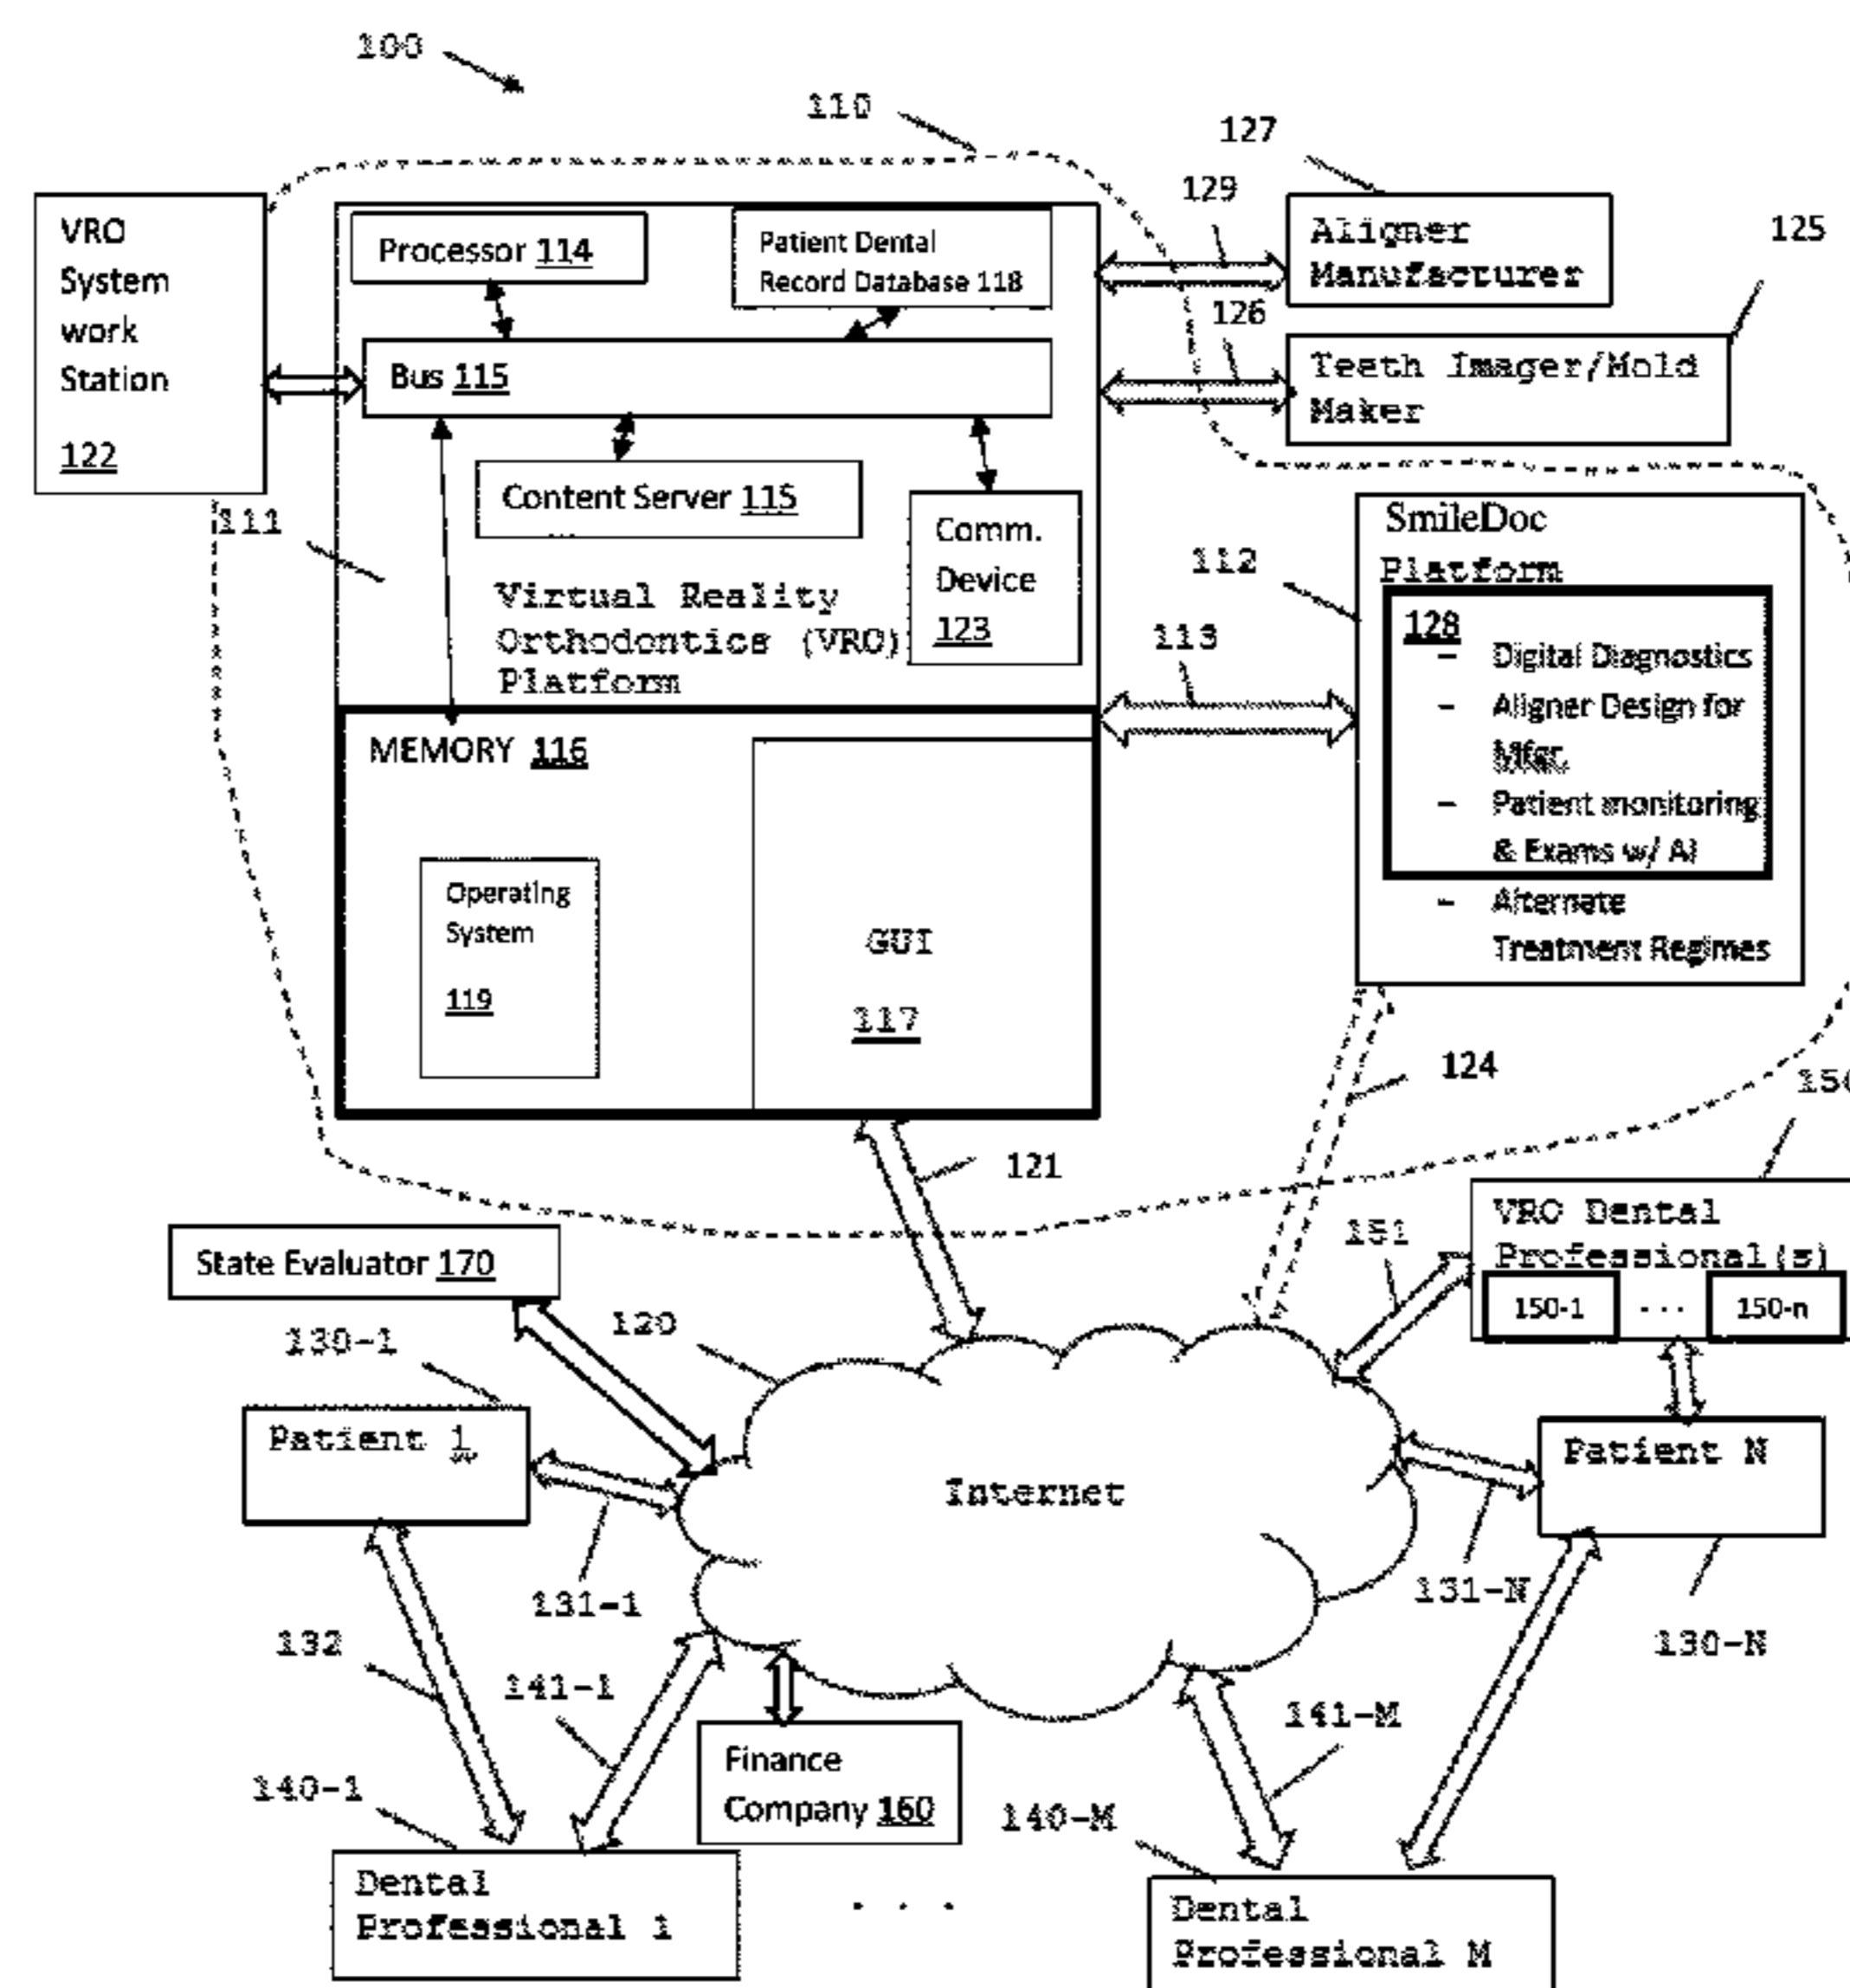 100
110
127
129
125
VRO
System
work
Station
122
Processor 114
Patient Dental
Record Database 118
Aligner
Manufacturer
126
Bus 115
Teeth Imager/Mold
Maker
Content Server 115
111
Comm.
Device
123
SmileDoc
Platform
112
Virtual Reality
Orthodontics (VRO)
Platform
113
128
– Digital Diagnostics
– Aligner Design for
Mfgr.
– Patient monitoring
& Exams w/ AI
– Alternate
Treatment Regimes
MEMORY 116
Operating
System
119
GUI
117
124
121
VRO Dental
Professional(s)
150-1 ... 150-n
151
State Evaluator 170
130-1
120
Patient 1
Internet
Patient N
131-1
131-N
130-N
132
141-1
141-M
Finance
Company 160
140-1
140-M
Dental
Professional 1
. . .
Dental
Professional M